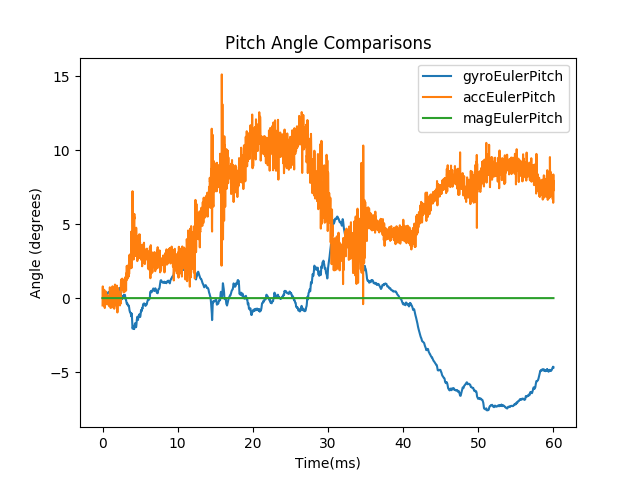 Pitch Angle Comparisons
gyroEulerPitch
accEulerPitch
magEulerPitch
15
10
5
0
−5
Angle (degrees)
0 10 20 30 40 50 60
Time(ms)